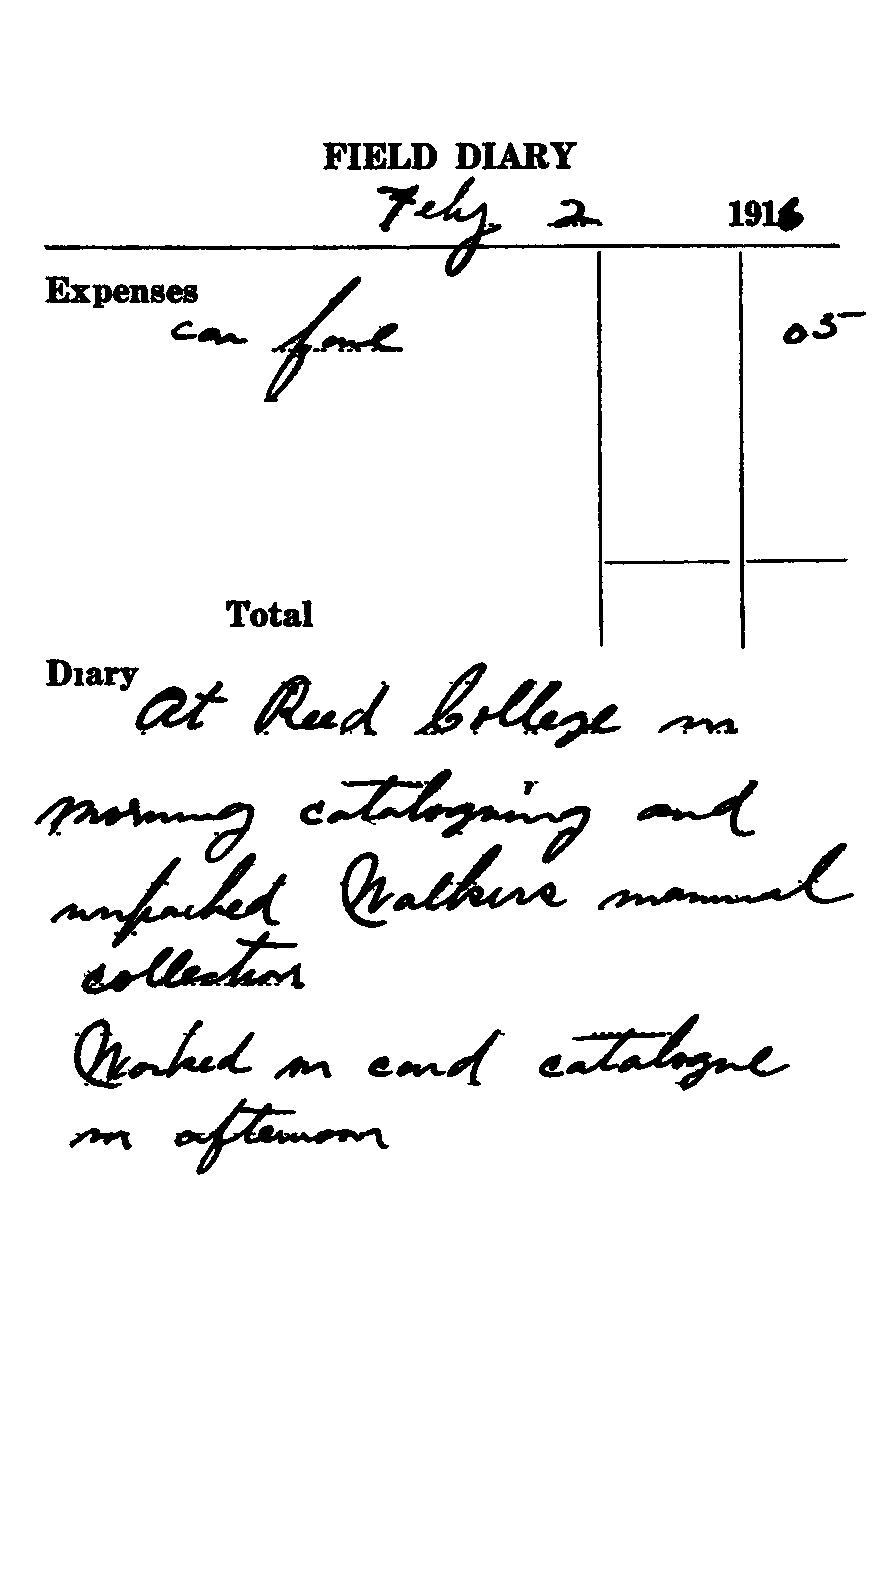 FIELD DIARY
Feby 2 1916
Expenses
car fare 05
Total
Diary At Reed College in
morning cataloguing and
unpacked Walkers mammal
collection
Worked on card catalogue
in afternoon